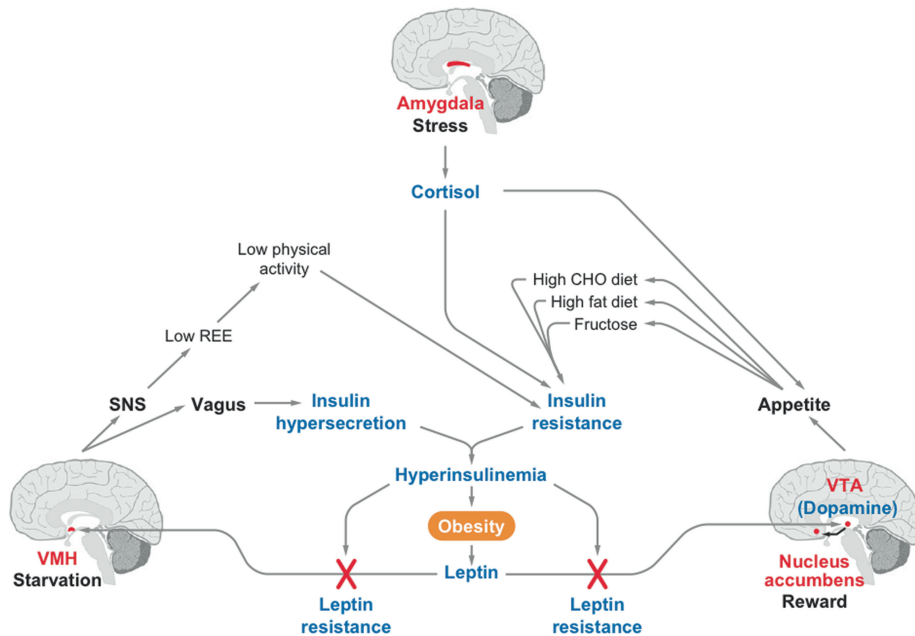 Amygdala
Stress
Cortisol
Low physical
activity
High CHO diet
High fat diet
Fructose
Low REE
SNS
Vagus
Insulin
hypersecretion
Insulin
resistance
Appetite
Hyperinsulinemia
VTA
(Dopamine)
Obesity
VMH
Starvation
Leptin
Nucleus
accumbens
Reward
Leptin
resistance
Leptin
resistance